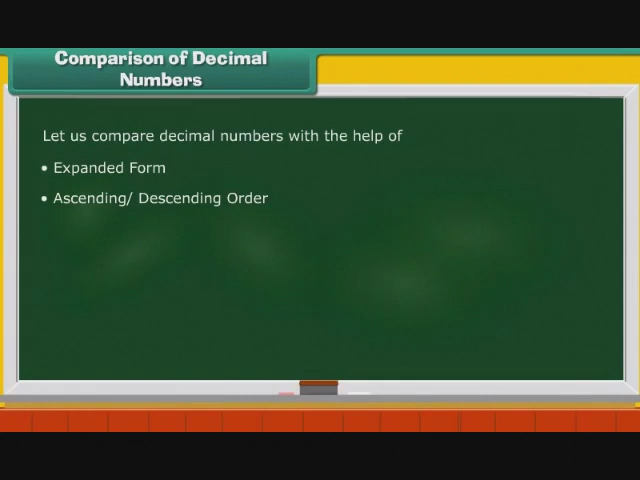 Comparison of Decimal
Numbers
Let us compare decimal numbers with the help of
• Expanded Form
• Ascending/ Descending Order